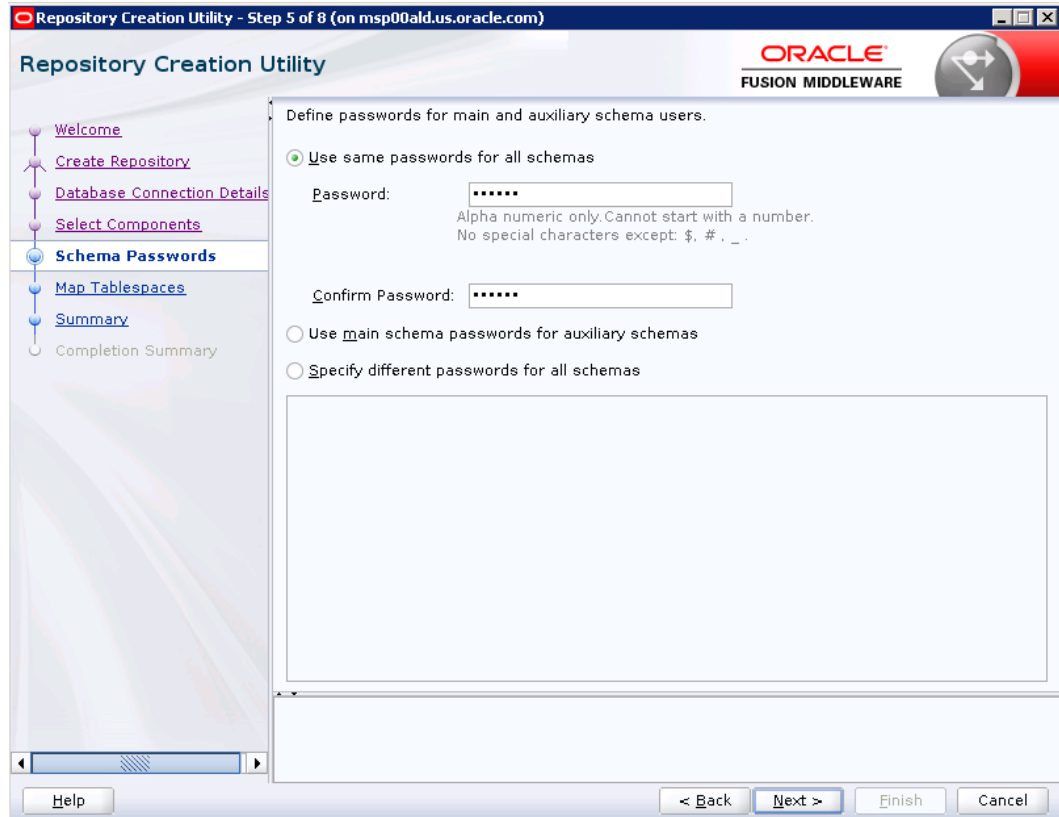 Repository Creation Utility - Step 5 of 8 (on msp00ald.us.oracle.com)
Repository Creation Utility
ORACLE
FUSION MIDDLEWARE
Welcome
Create Repository
Database Connection Details
Select Components
Schema Passwords
Map Tablespaces
Summary
Completion Summary
Define passwords for main and auxiliary schema users.
Use same passwords for all schemas
Password: ••••••
Alpha numeric only.Cannot start with a number.
No special characters except: $, # , _ .
Confirm Password: ••••••
Use main schema passwords for auxiliary schemas
Specify different passwords for all schemas
Help
< Back Next > Finish Cancel